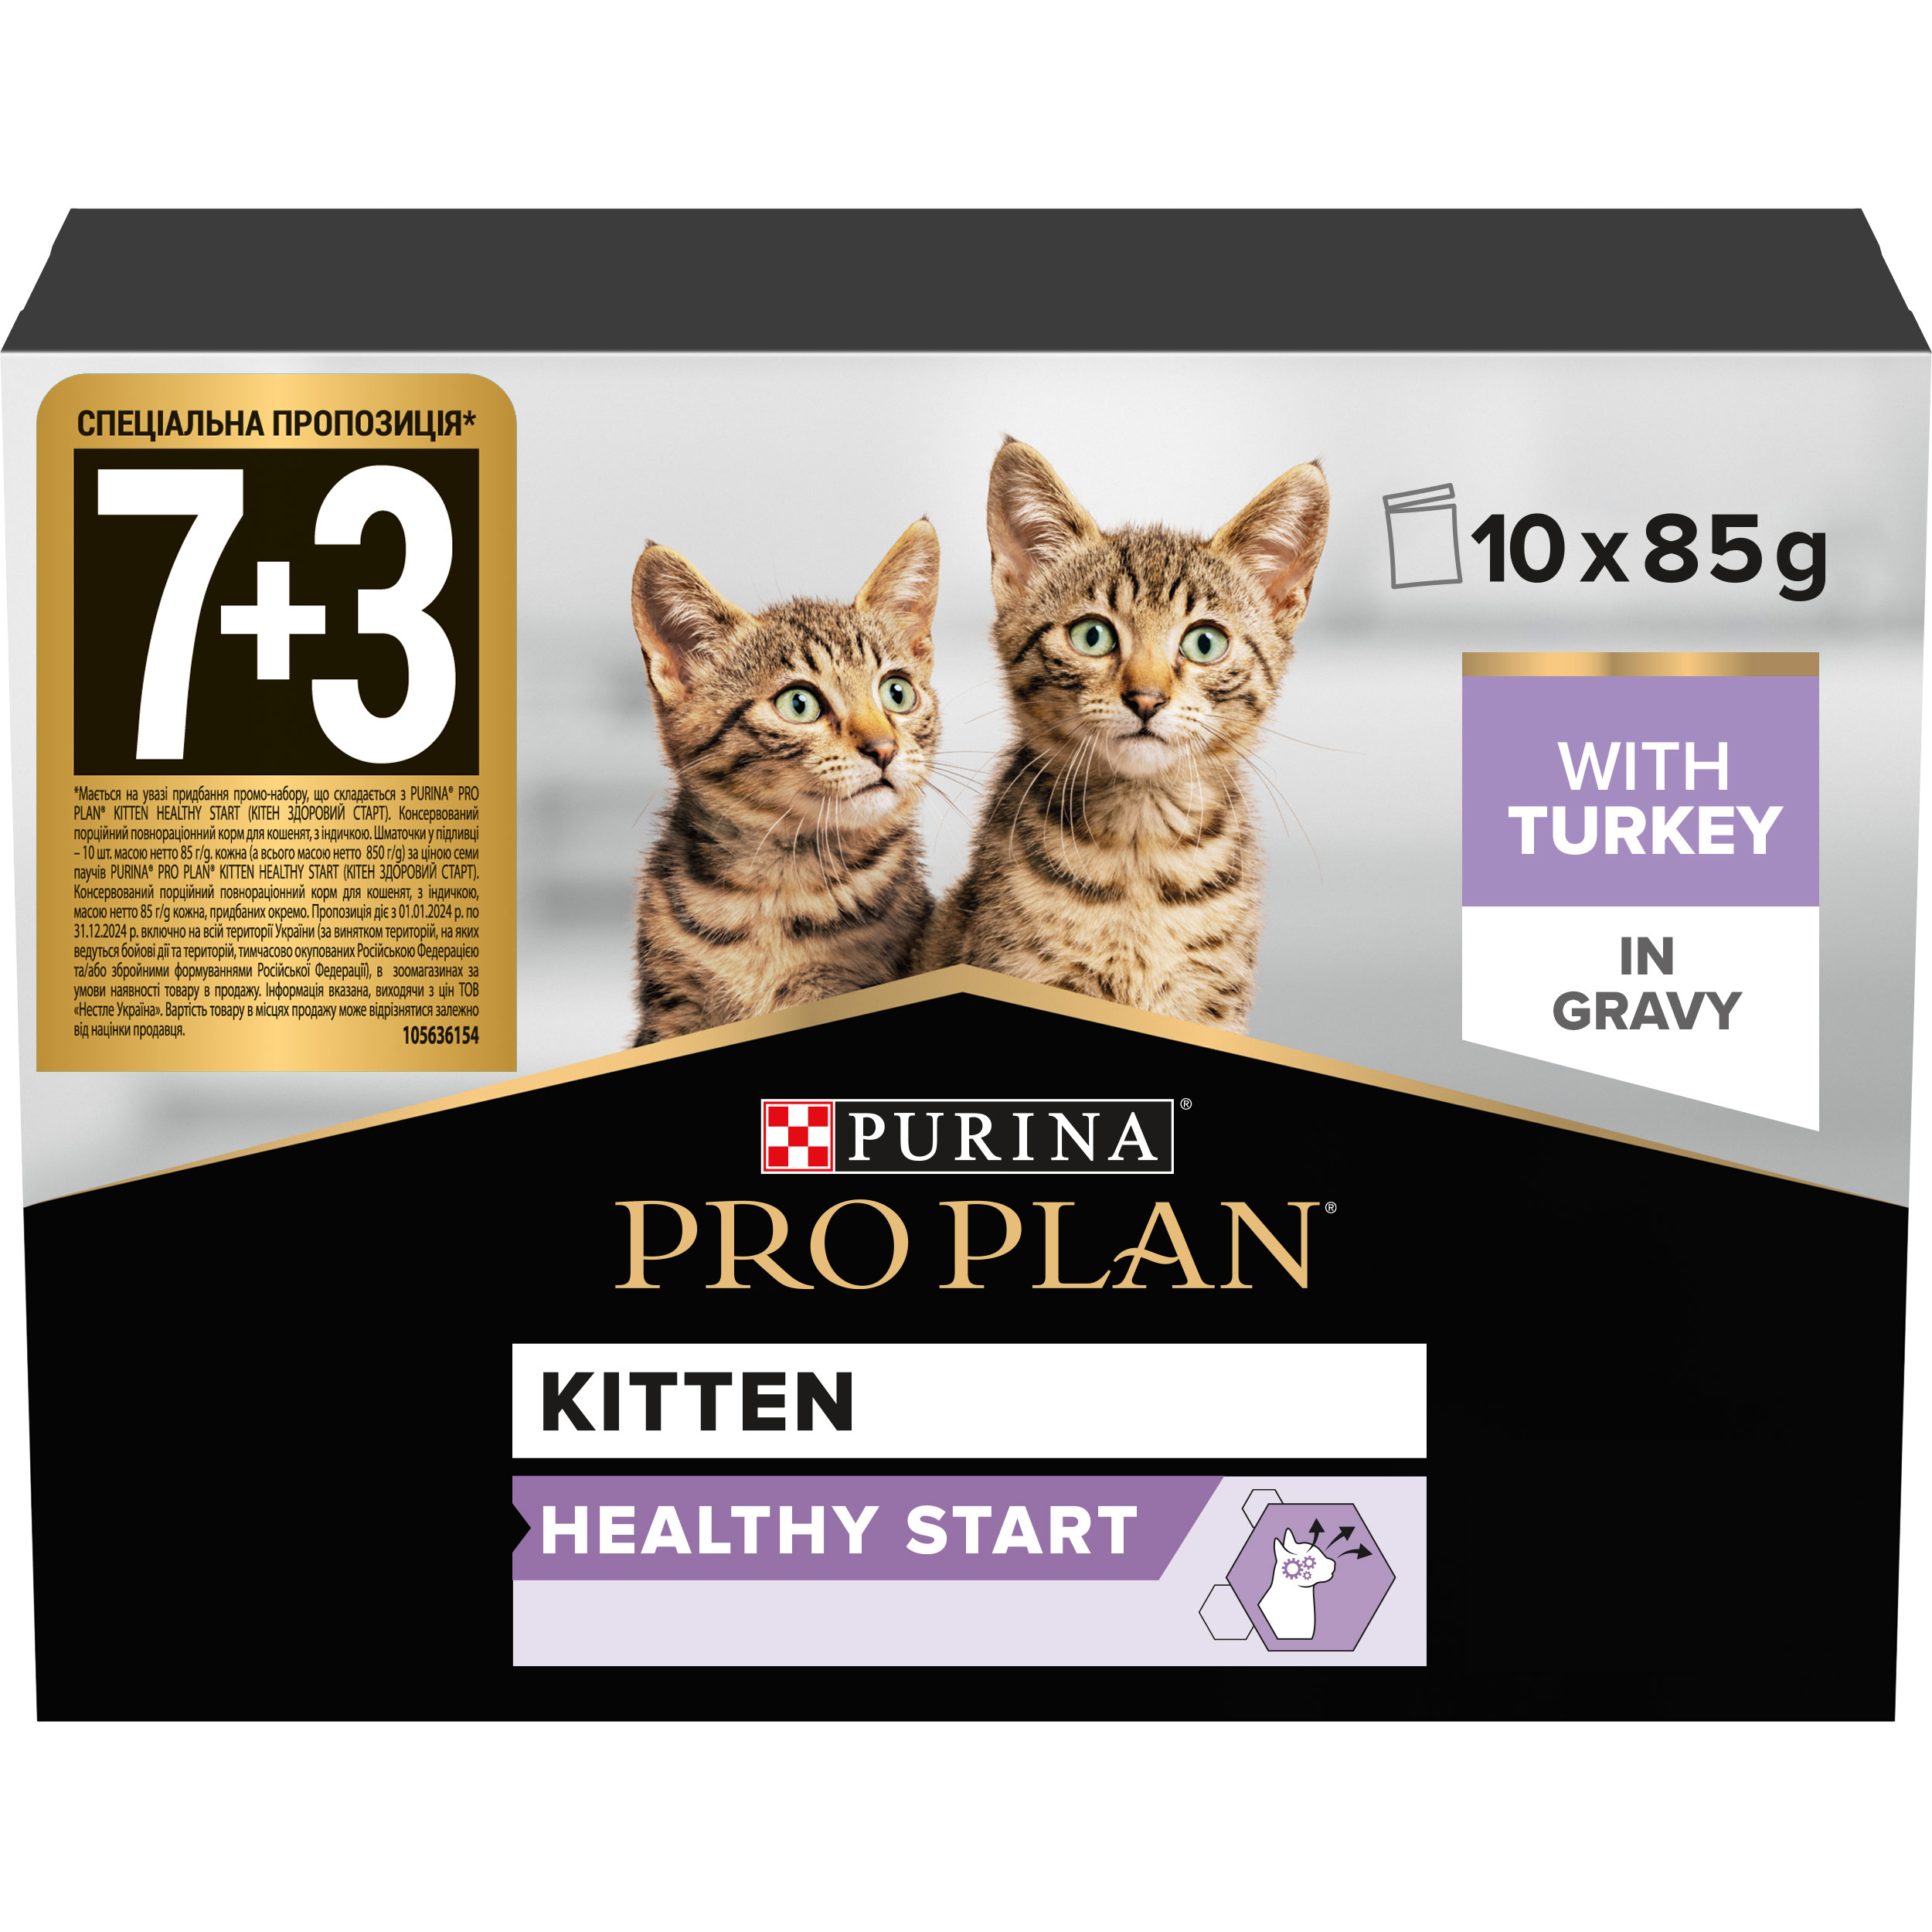 СПЕЦІАЛЬНА ПРОПОЗИЦІЯ*
7+3
*Мається на увазі придбання промо-набору, що складається з PURINA® PRO
PLAN® KITTEN HEALTHY START (КІТЕН ЗДОРОВИЙ СТАРТ). Консервований
порційний повнораціонний корм для кошенят, з індичкою. Шматочки у підливці
– 10 шт. масою нетто 85 г/g. кожна (а всього масою нетто 850 г/g) за ціною семи
паучів PURINA® PRO PLAN® KITTEN HEALTHY START (КІТЕН ЗДОРОВИЙ СТАРТ).
Консервований порційний повнораціонний корм для кошенят, з індичкою,
масою нетто 85 г/g кожна, придбаних окремо. Пропозиція діє з 01.01.2024 р. по
31.12.2024 р. включно на всій території України (за винятком територій, на яких
ведуться бойові дії та територій, тимчасово окупованих Російською Федерацією
та/або збройними формуваннями Російської Федерації), в зоомагазинах за
умови наявності товару в продажу. Інформація вказана, виходячи з цін ТОВ
«Нестле Україна». Вартість товару в місцях продажу може відрізнятися залежно
від націнки продавця.
105636154
10 x 85 g
WITH
TURKEY
IN
GRAVY
PURINA®
PRO PLAN®
KITTEN
HEALTHY START